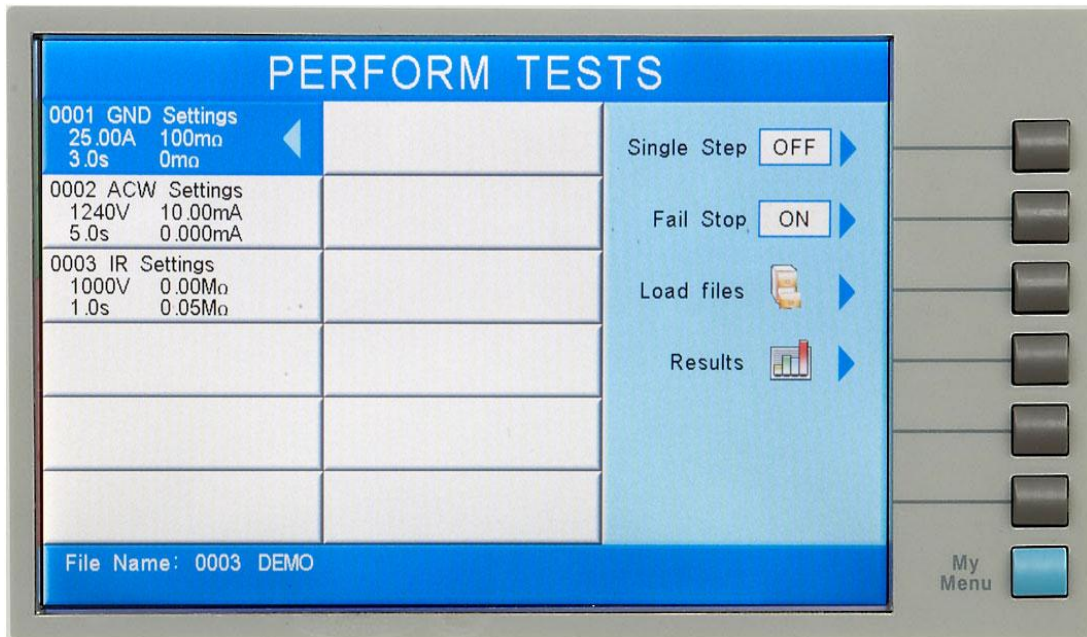 PERFORM TESTS
0001 GND Settings
25.00A 100mΩ
3.0s 0mΩ
0002 ACW Settings
1240V 10.00mA
5.0s 0.000mA
0003 IR Settings
1000V 0.00MΩ
1.0s 0.05MΩ
Single Step OFF
Fail Stop ON
Load files
Results
File Name: 0003 DEMO
My
Menu